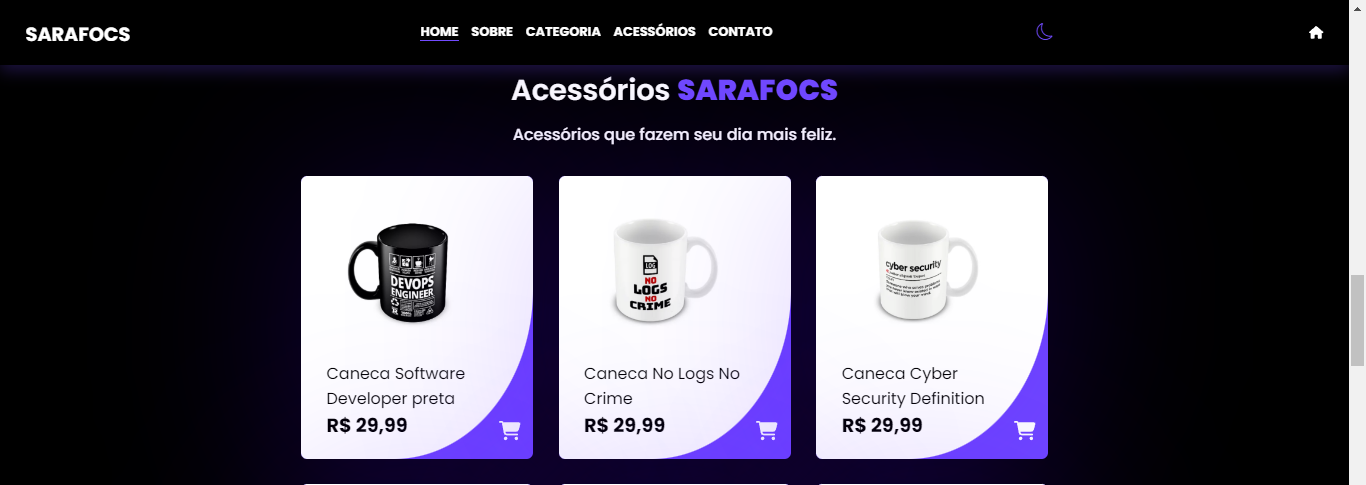 SARAFOCS
HOME SOBRE CATEGORIA ACESSÓRIOS CONTATO
Acessórios SARAFOCS
Acessórios que fazem seu dia mais feliz.
DEVOPS
ENGINEER
LOG
NO
LOGS
NO
CRIME
cyber security
Caneca Software
Developer preta
R$ 29,99
Caneca No Logs No
Crime
R$ 29,99
Caneca Cyber
Security Definition
R$ 29,99